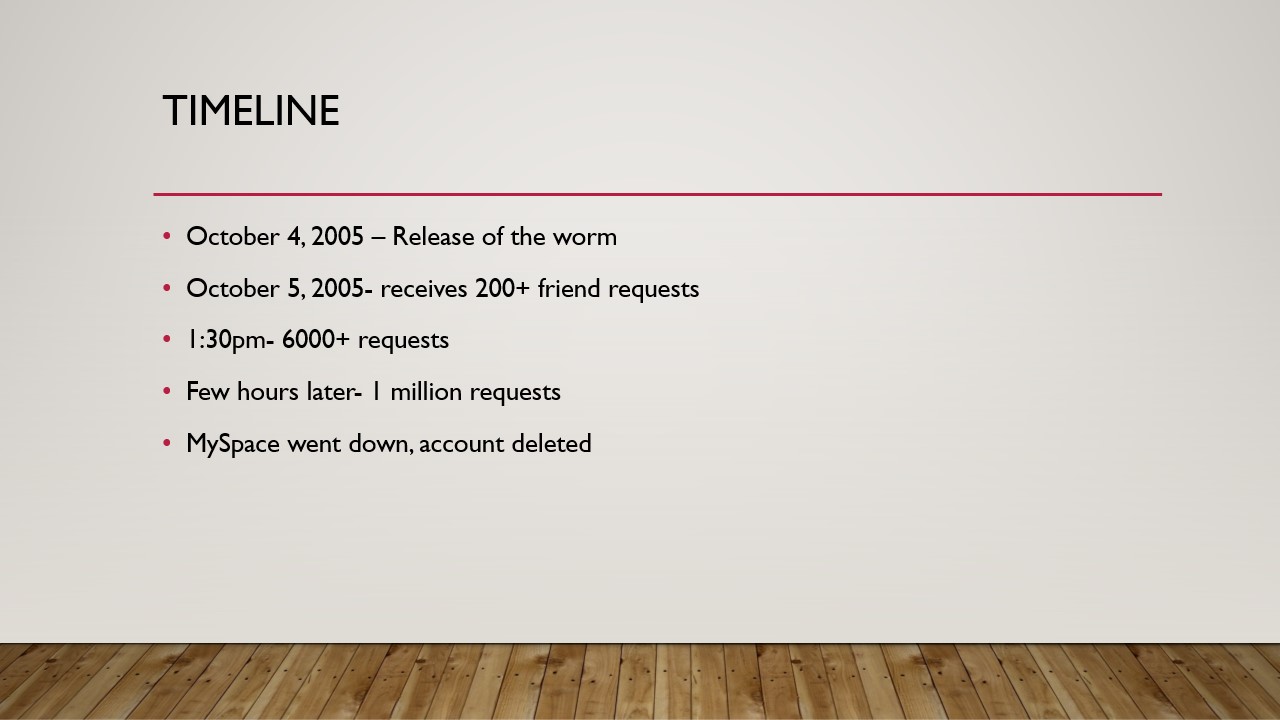 TIMELINE
• October 4, 2005 – Release of the worm
• October 5, 2005- receives 200+ friend requests
• 1:30pm- 6000+ requests
• Few hours later- 1 million requests
• MySpace went down, account deleted